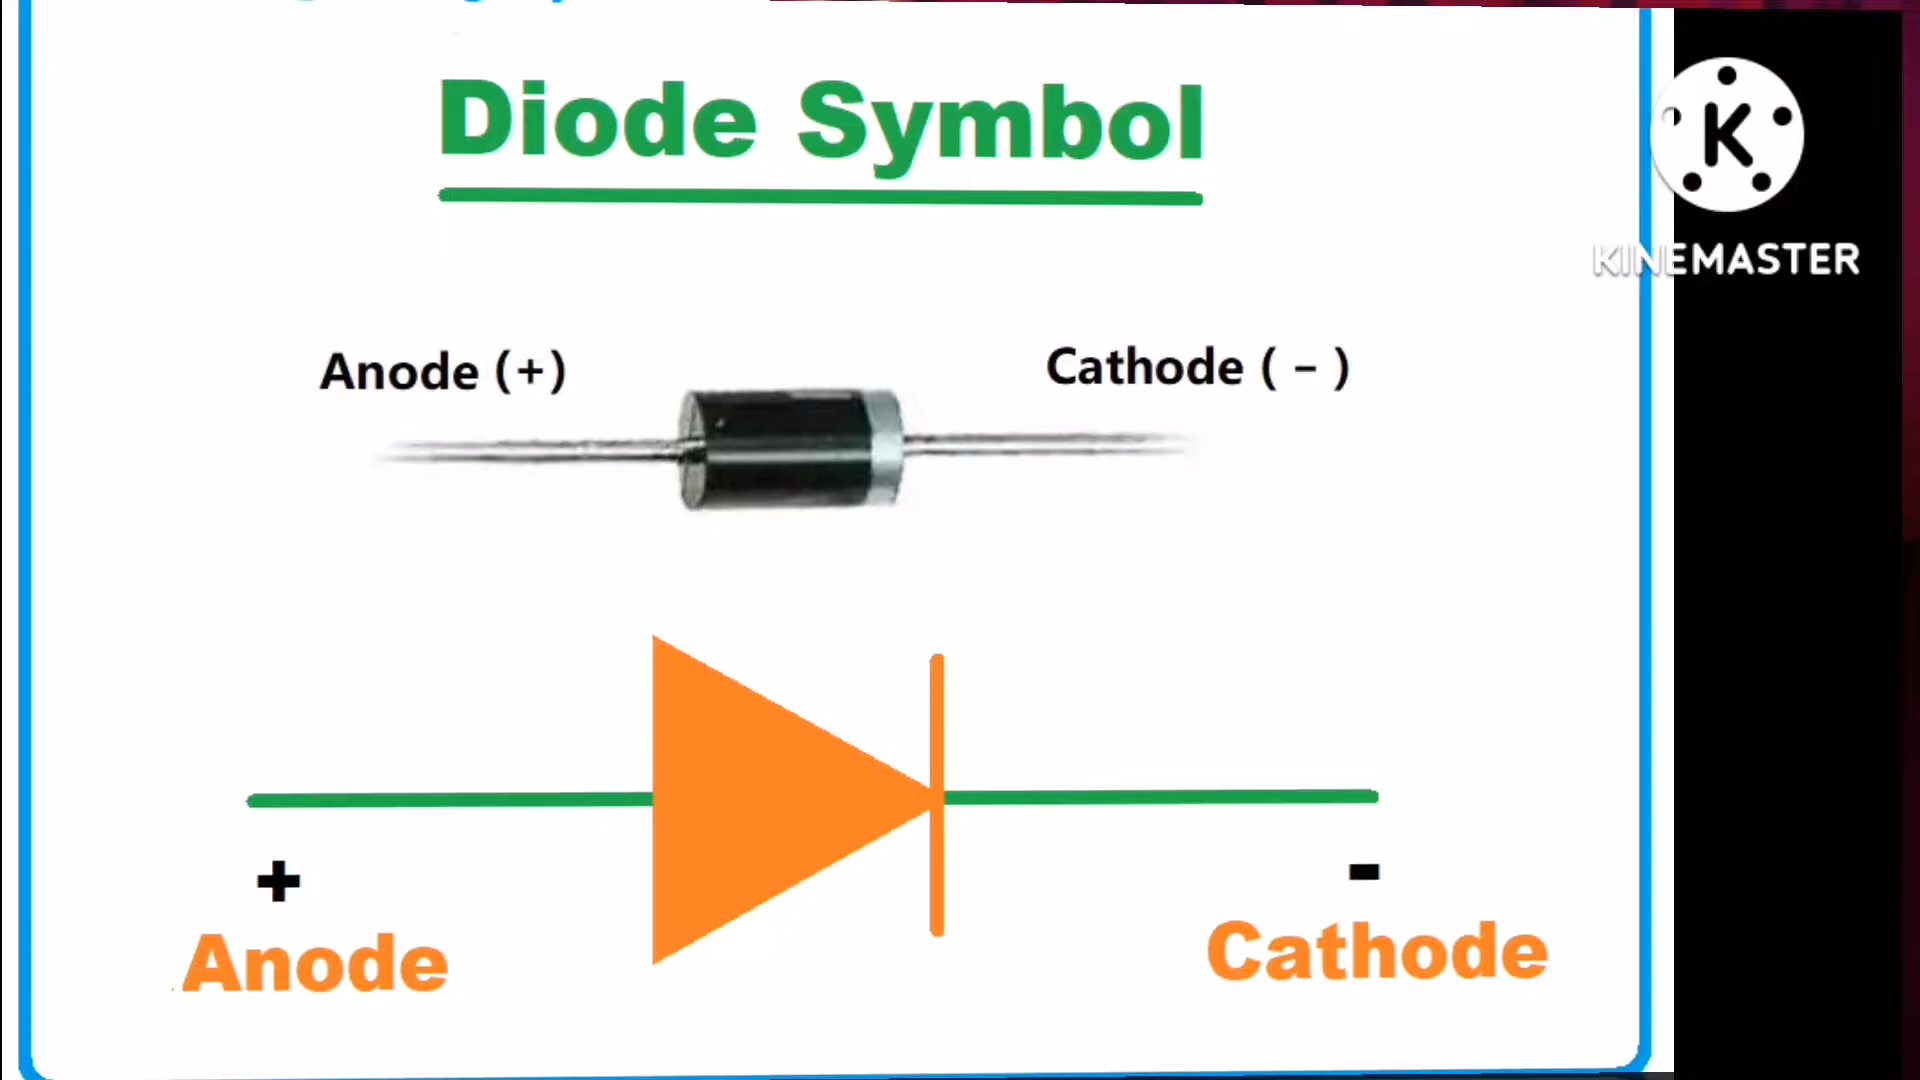 Diode Symbol
K
KINEMASTER
Anode (+)
Cathode ( - )
+
-
Anode
Cathode